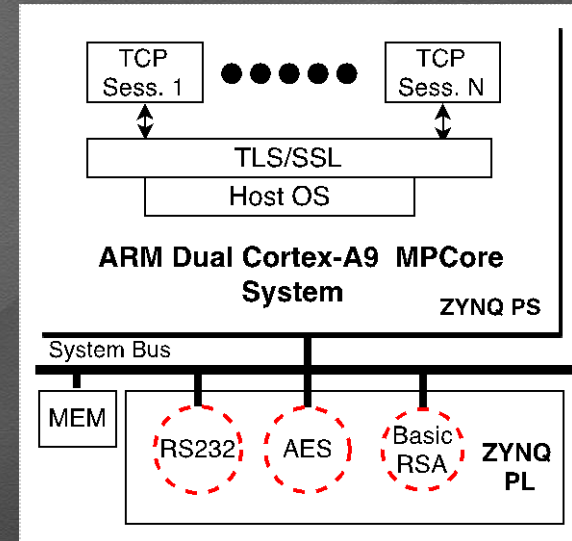 TCP
Sess. 1
TCP
Sess. N
TLS/SSL
Host OS
ARM Dual Cortex-A9 MPCore
System
ZYNQ PS
System Bus
MEM
RS232
AES
Basic
RSA
ZYNQ
PL